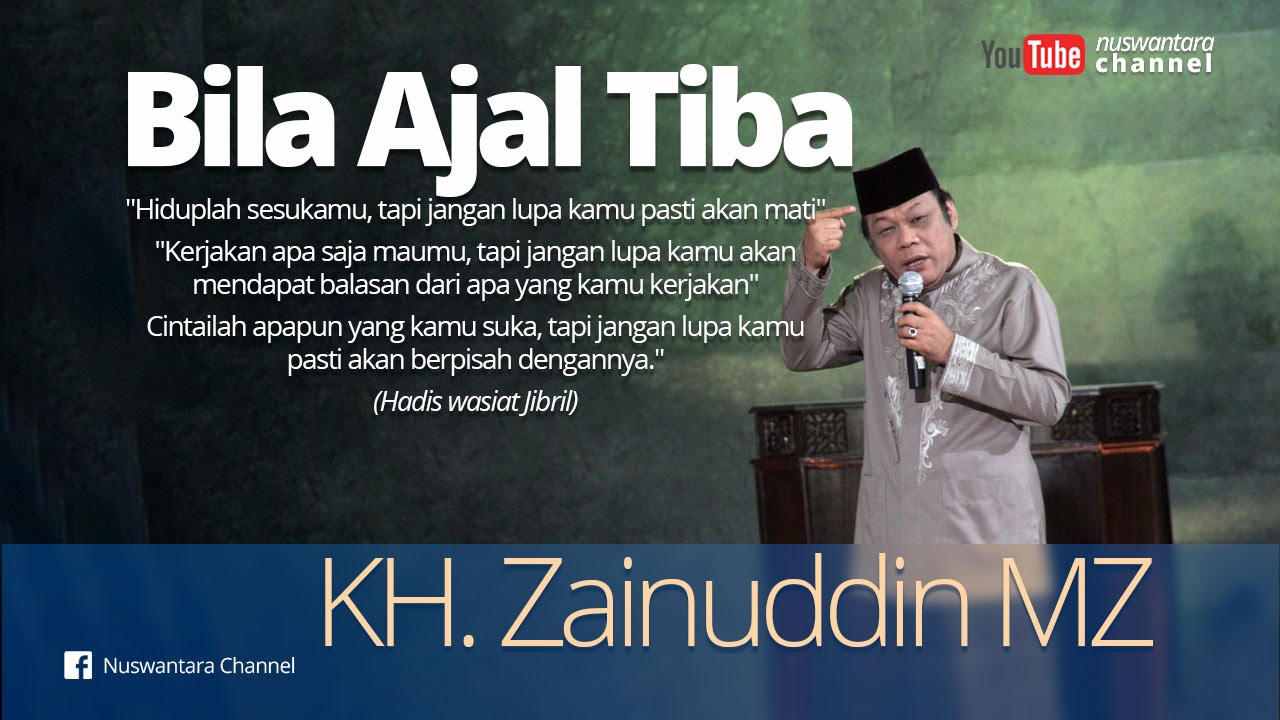 YouTube nuswantara
channel
Bila Ajal Tiba
"Hiduplah sesukamu, tapi jangan lupa kamu pasti akan mati"
"Kerjakan apa saja maumu, tapi jangan lupa kamu akan
mendapat balasan dari apa yang kamu kerjakan"
Cintailah apapun yang kamu suka, tapi jangan lupa kamu
pasti akan berpisah dengannya."
(Hadis wasiat Jibril)
KH. Zainuddin MZ
Nuswantara Channel